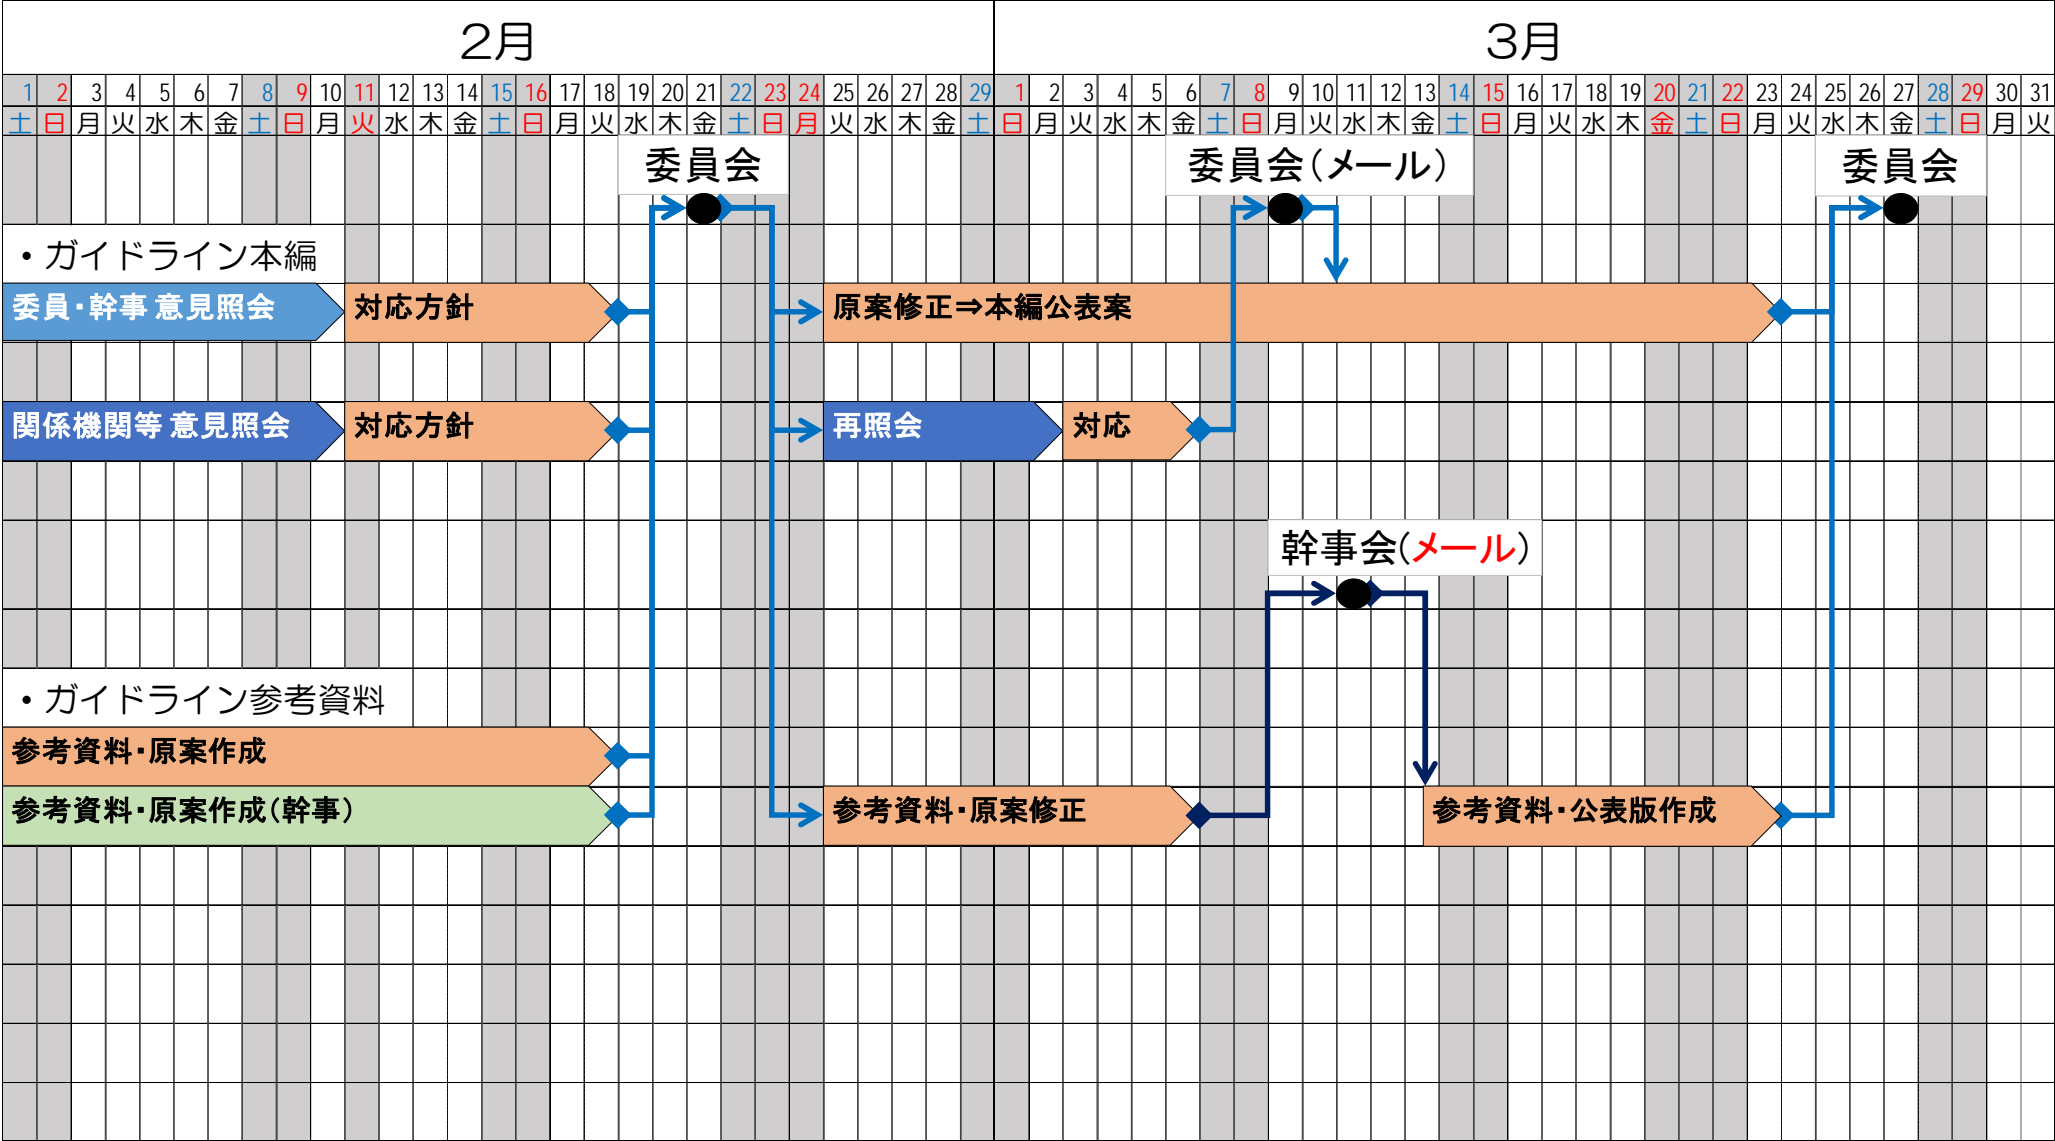 2月 3月
1 2 3 4 5 6 7 8 9 10 11 12 13 14 15 16 17 18 19 20 21 22 23 24 25 26 27 28 29 1 2 3 4 5 6 7 8 9 10 11 12 13 14 15 16 17 18 19 20 21 22 23 24 25 26 27 28 29 30 31
土 日 月 火 水 木 金 土 日 月 火 水 木 金 土 日 月 火 水 木 金 土 日 月 火 水 木 金 土 日 月 火 水 木 金 土 日 月 火 水 木 金 土 日 月 火 水 木 金 土 日 月 火 水 木 金 土 日 月 火
委員会 委員会(メール) 委員会
・ガイドライン本編
委員・幹事 意見照会 対応方針 原案修正⇒本編公表案
関係機関等 意見照会 対応方針 再照会 対応
幹事会(メール)
・ガイドライン参考資料
参考資料・原案作成
参考資料・原案作成(幹事) 参考資料・原案修正 参考資料・公表版作成